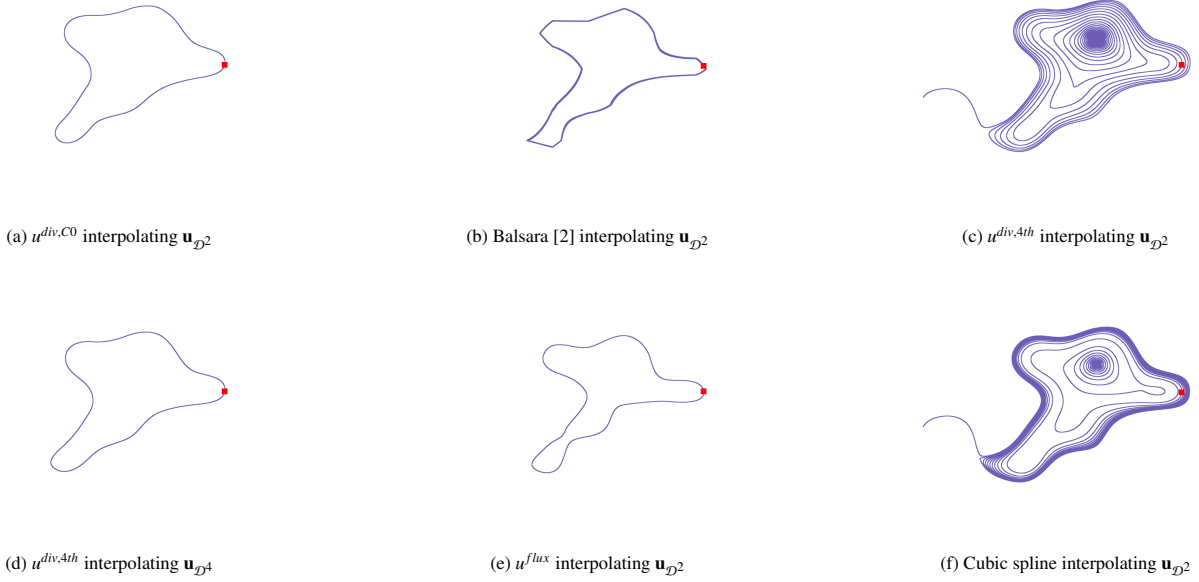 (a) u^{div,C0} interpolating 𝐮_{𝒟²}
(b) Balsara [2] interpolating 𝐮_{𝒟²}
(c) u^{div,4th} interpolating 𝐮_{𝒟²}
(d) u^{div,4th} interpolating 𝐮_{𝒟⁴}
(e) u^{flux} interpolating 𝐮_{𝒟²}
(f) Cubic spline interpolating 𝐮_{𝒟²}